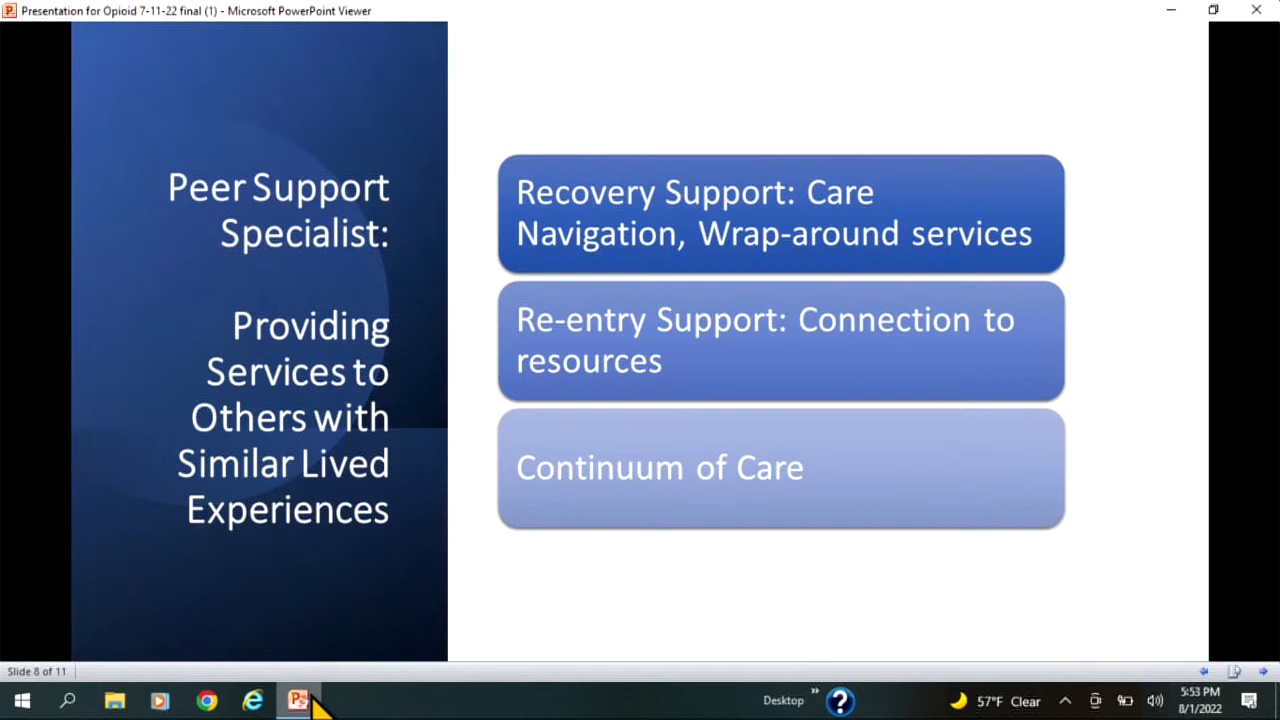 Presentation for Opioid 7-11-22 final (1) - Microsoft PowerPoint Viewer
Peer Support
Specialist:
Providing
Services to
Others with
Similar Lived
Experiences
Recovery Support: Care
Navigation, Wrap-around services
Re-entry Support: Connection to
resources
Continuum of Care
Slide 8 of 11
Desktop
57°F Clear
5:53 PM
8/1/2022